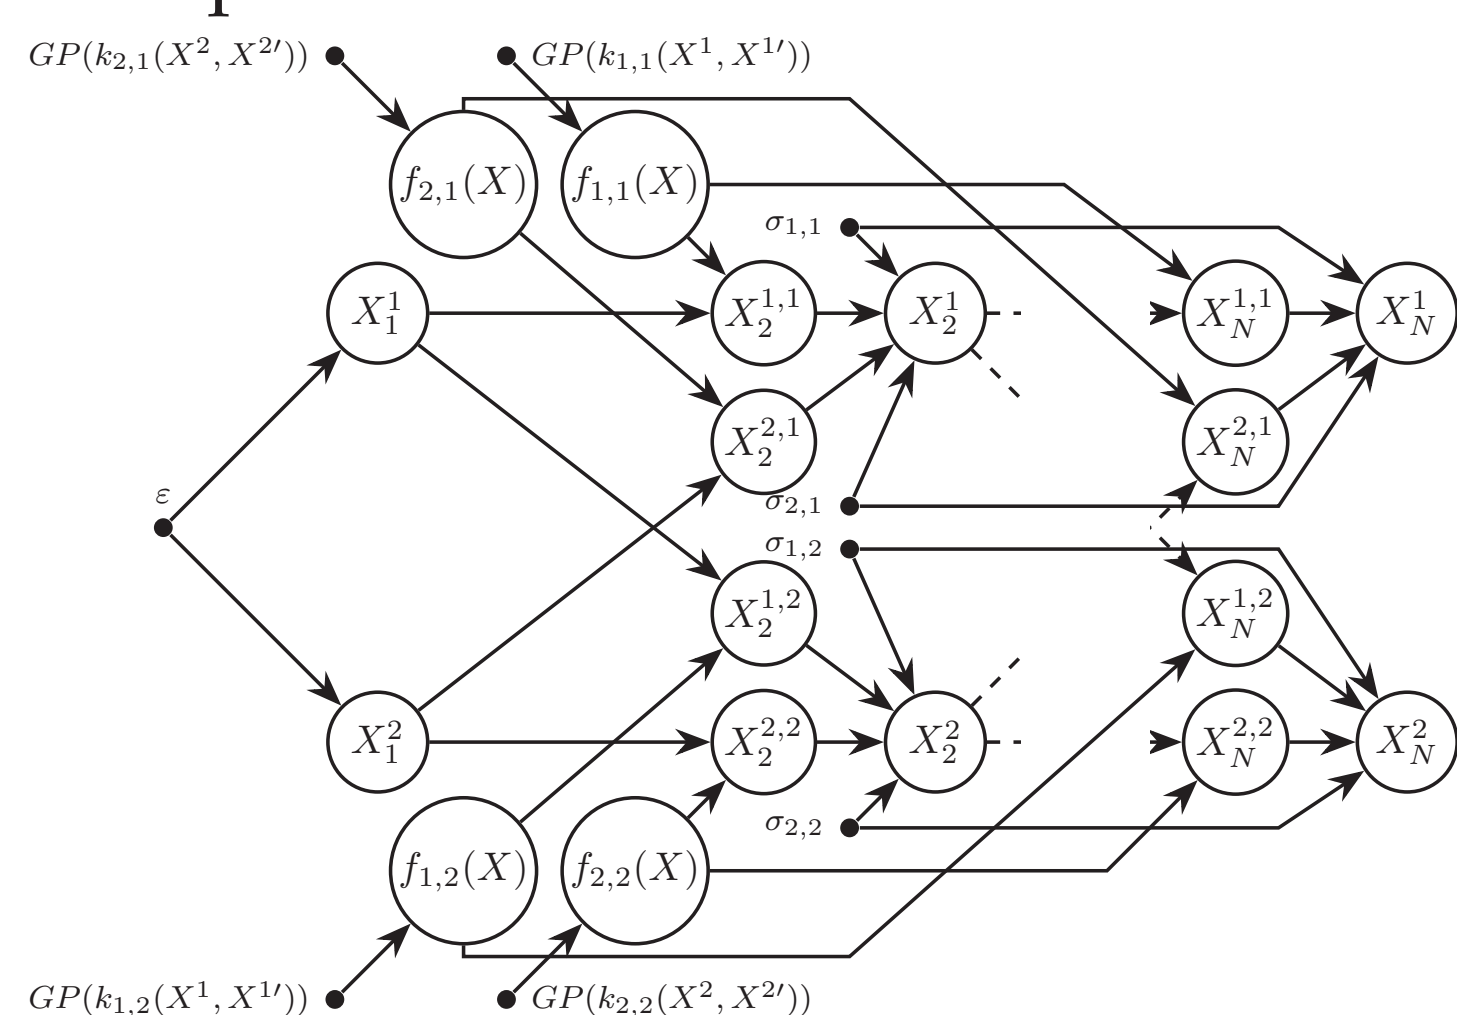 GP(k_{2,1}(X^2, X^{2′})) GP(k_{1,1}(X^1, X^{1′}))
f_{2,1}(X) f_{1,1}(X)
σ_{1,1}
X_1^1 X_2^{1,1} X_2^1 X_N^{1,1} X_N^1
X_2^{2,1} X_N^{2,1}
ε σ_{2,1}
σ_{1,2}
X_2^{1,2} X_N^{1,2}
X_1^2 X_2^{2,2} X_2^2 X_N^{2,2} X_N^2
σ_{2,2}
f_{1,2}(X) f_{2,2}(X)
GP(k_{1,2}(X^1, X^{1′})) GP(k_{2,2}(X^2, X^{2′}))